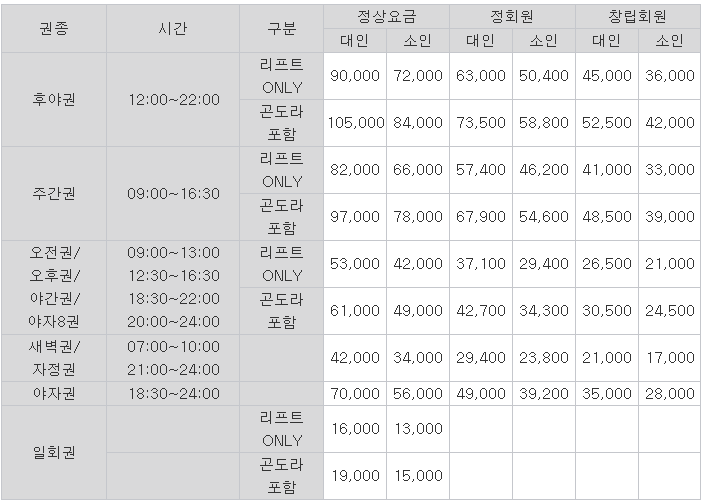 권종 시간 구분 정상요금 정회원 창립회원
대인 소인 대인 소인 대인 소인
후야권 12:00~22:00 리프트 ONLY 90,000 72,000 63,000 50,400 45,000 36,000
곤도라 포함 105,000 84,000 73,500 58,800 52,500 42,000
주간권 09:00~16:30 리프트 ONLY 82,000 66,000 57,400 46,200 41,000 33,000
곤도라 포함 97,000 78,000 67,900 54,600 48,500 39,000
오전권/ 09:00~13:00 리프트 ONLY 53,000 42,000 37,100 29,400 26,500 21,000
오후권/ 12:30~16:30
야간권/ 18:30~22:00 곤도라 포함 61,000 49,000 42,700 34,300 30,500 24,500
야자8권 20:00~24:00
새벽권/ 07:00~10:00 42,000 34,000 29,400 23,800 21,000 17,000
자정권 21:00~24:00
야자권 18:30~24:00 70,000 56,000 49,000 39,200 35,000 28,000
일회권 리프트 ONLY 16,000 13,000
곤도라 포함 19,000 15,000